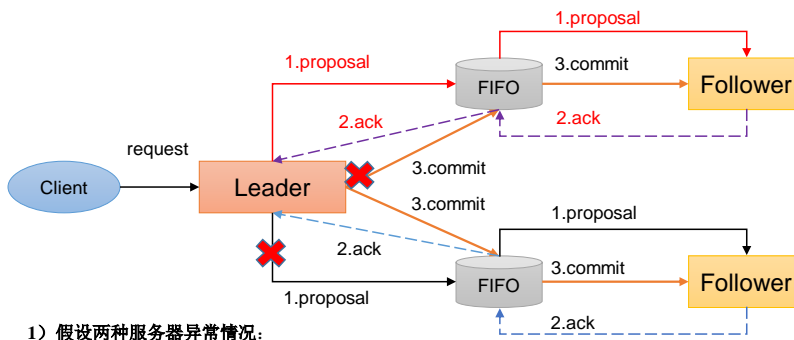 1.proposal
1.proposal
3.commit
FIFO
Follower
2.ack
2.ack
request
3.commit
Client
Leader
3.commit
1.proposal
2.ack
3.commit
FIFO
Follower
1.proposal
2.ack
1）假设两种服务器异常情况：